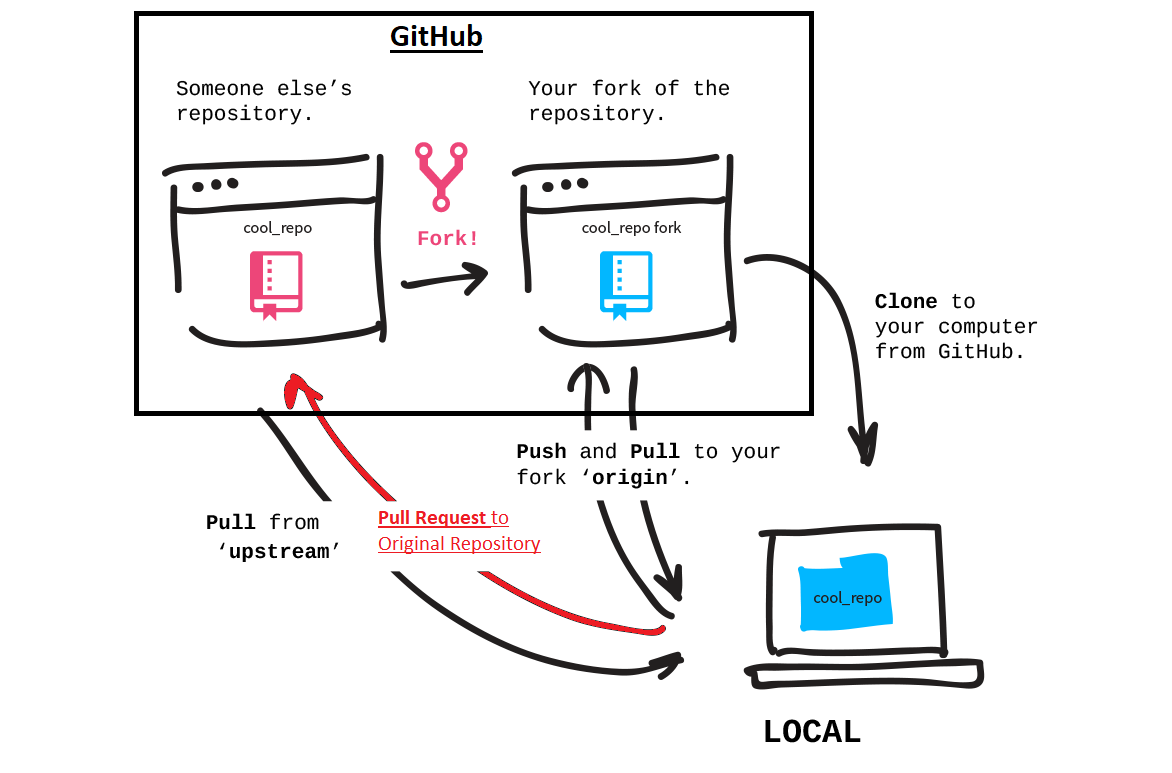 GitHub
Someone else’s
repository.
Your fork of the
repository.
cool_repo
Fork!
cool_repo fork
Clone to
your computer
from GitHub.
Push and Pull to your
fork ‘origin’.
Pull from
‘upstream’
Pull Request to
Original Repository
cool_repo
LOCAL